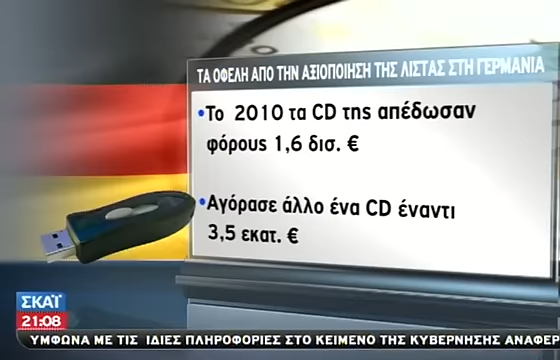 ΤΑ ΟΦΕΛΗ ΑΠΟ ΤΗΝ ΑΞΙΟΠΟΙΗΣΗ ΤΗΣ ΛΙΣΤΑΣ ΣΤΗ ΓΕΡΜΑΝΙΑ
•Το 2010 τα CD της απέδωσαν
φόρους 1,6 δισ. €
•Αγόρασε άλλο ένα CD έναντι
3,5 εκατ. €
ΣΚΑΪ
21:08
ΥΜΦΩΝΑ ΜΕ ΤΙΣ ΙΔΙΕΣ ΠΛΗΡΟΦΟΡΙΕΣ ΣΤΟ ΚΕΙΜΕΝΟ ΤΗΣ ΚΥΒΕΡΝΗΣΗΣ ΑΝΑΦΕΡ